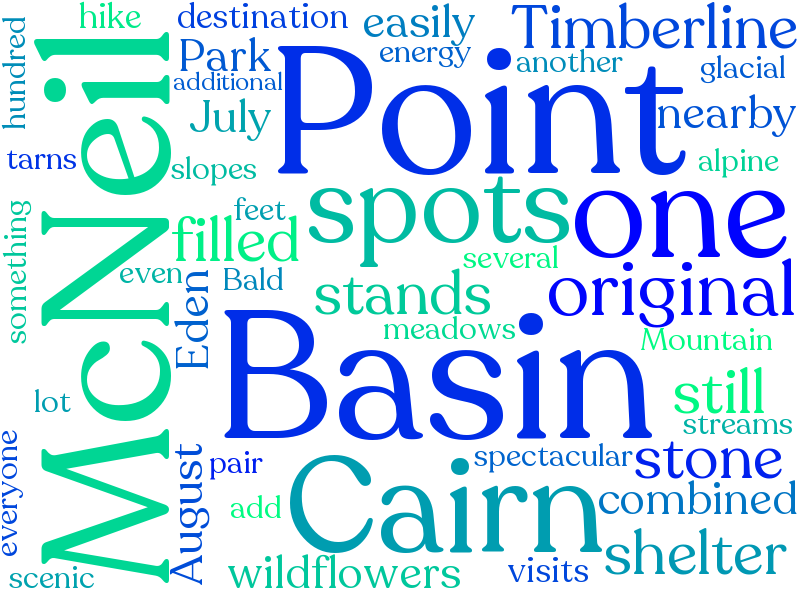 hike
destination
easily
Timberline
hundred
McNeil
Park
energy
another
glacial
additional
Point
July
nearby
tarns
slopes
alpine
spots
one
feet
something
filled
several
even
Bald
Eden
stands
original
meadows
Mountain
Basin
lot
still
streams
everyone
August
pair
spectacular
stone
Cairn
add
combined
shelter
scenic
wildflowers
visits